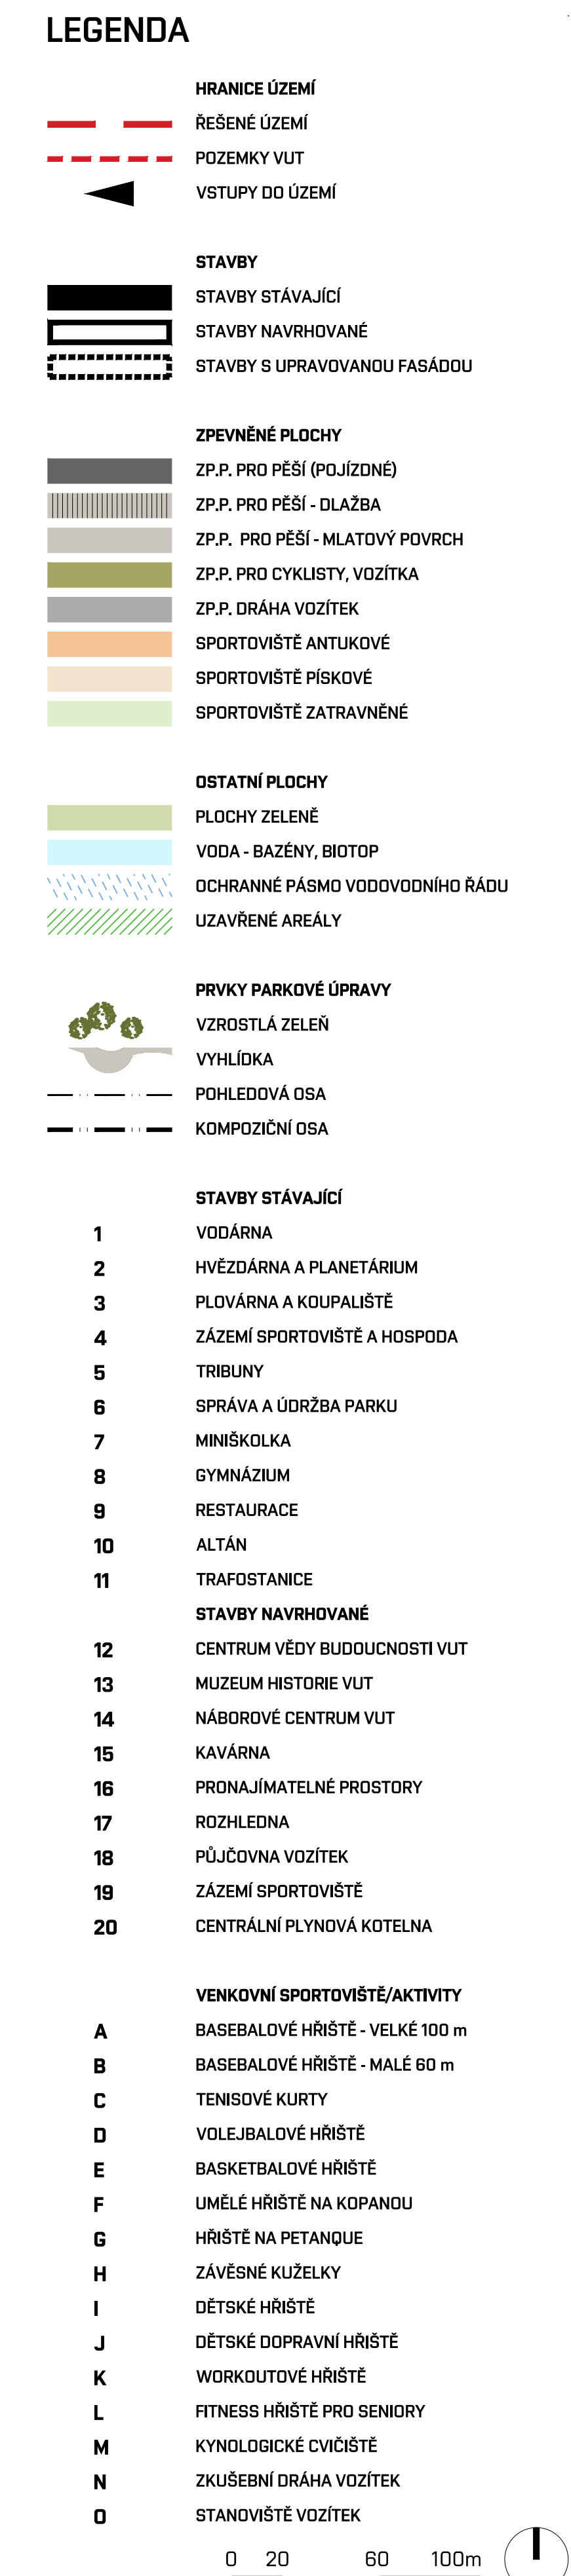 LEGENDA
HRANICE ÚZEMÍ
ŘEŠENÉ ÚZEMÍ
POZEMKY VUT
VSTUPY DO ÚZEMÍ
STAVBY
STAVBY STÁVAJÍCÍ
STAVBY NAVRHOVANÉ
STAVBY S UPRAVOVANOU FASÁDOU
ZPEVNĚNÉ PLOCHY
ZP.P. PRO PĚŠÍ (POJÍZDNÉ)
ZP.P. PRO PĚŠÍ - DLAŽBA
ZP.P. PRO PĚŠÍ - MLATOVÝ POVRCH
ZP.P. PRO CYKLISTY, VOZÍTKA
ZP.P. DRÁHA VOZÍTEK
SPORTOVIŠTĚ ANTUKOVÉ
SPORTOVIŠTĚ PÍSKOVÉ
SPORTOVIŠTĚ ZATRAVNĚNÉ
OSTATNÍ PLOCHY
PLOCHY ZELENĚ
VODA - BAZÉNY, BIOTOP
OCHRANNÉ PÁSMO VODOVODNÍHO ŘÁDU
UZAVŘENÉ AREÁLY
PRVKY PARKOVÉ ÚPRAVY
VZROSTLÁ ZELEŇ
VYHLÍDKA
POHLEDOVÁ OSA
KOMPOZIČNÍ OSA
STAVBY STÁVAJÍCÍ
1 VODÁRNA
2 HVĚZDÁRNA A PLANETÁRIUM
3 PLOVÁRNA A KOUPALIŠTĚ
4 ZÁZEMÍ SPORTOVIŠTĚ A HOSPODA
5 TRIBUNY
6 SPRÁVA A ÚDRŽBA PARKU
7 MINIŠKOLKA
8 GYMNÁZIUM
9 RESTAURACE
10 ALTÁN
11 TRAFOSTANICE
STAVBY NAVRHOVANÉ
12 CENTRUM VĚDY BUDOUCNOSTI VUT
13 MUZEUM HISTORIE VUT
14 NÁBOROVÉ CENTRUM VUT
15 KAVÁRNA
16 PRONAJÍMATELNÉ PROSTORY
17 ROZHLEDNA
18 PŮJČOVNA VOZÍTEK
19 ZÁZEMÍ SPORTOVIŠTĚ
20 CENTRÁLNÍ PLYNOVÁ KOTELNA
VENKOVNÍ SPORTOVIŠTĚ/AKTIVITY
A BASEBALOVÉ HŘIŠTĚ - VELKÉ 100 m
B BASEBALOVÉ HŘIŠTĚ - MALÉ 60 m
C TENISOVÉ KURTY
D VOLEJBALOVÉ HŘIŠTĚ
E BASKETBALOVÉ HŘIŠTĚ
F UMĚLÉ HŘIŠTĚ NA KOPANOU
G HŘIŠTĚ NA PETANQUE
H ZÁVĚSNÉ KUŽELKY
I DĚTSKÉ HŘIŠTĚ
J DĚTSKÉ DOPRAVNÍ HŘIŠTĚ
K WORKOUTOVÉ HŘIŠTĚ
L FITNESS HŘIŠTĚ PRO SENIORY
M KYNOLOGICKÉ CVIČIŠTĚ
N ZKUŠEBNÍ DRÁHA VOZÍTEK
O STANOVIŠTĚ VOZÍTEK
0 20 60 100m